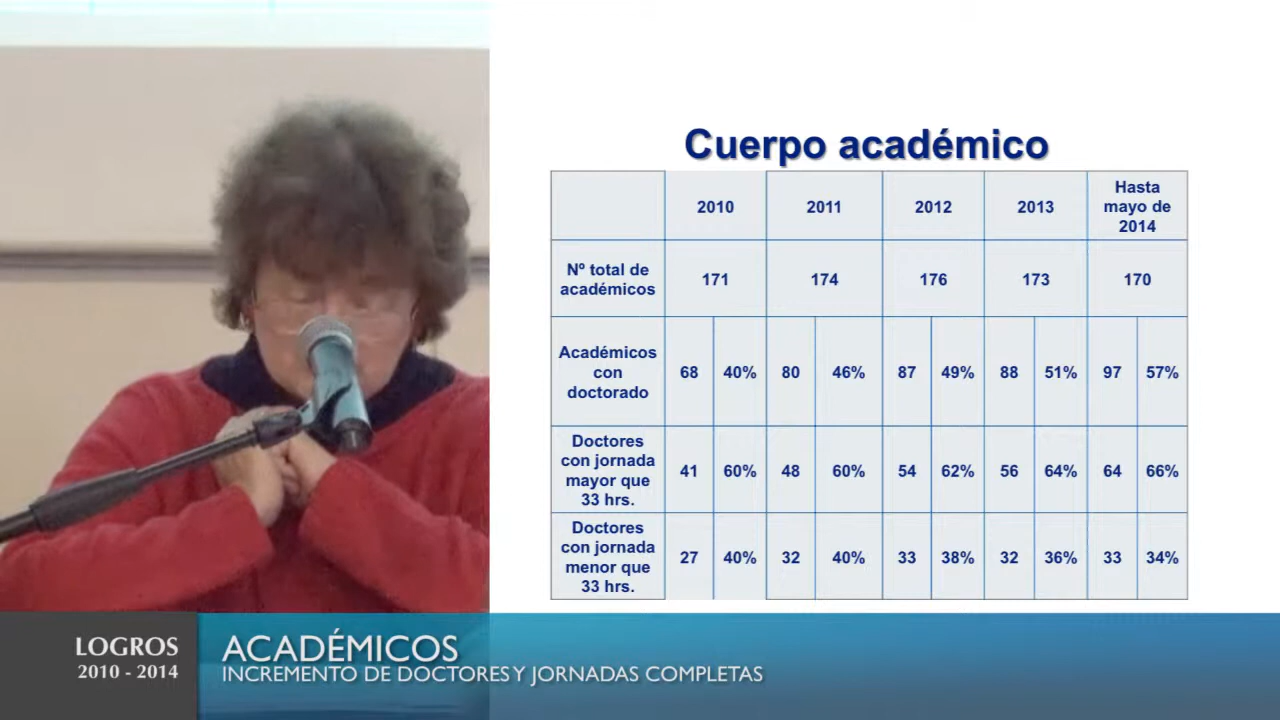 Cuerpo académico
2010 2011 2012 2013 Hasta mayo de 2014
Nº total de académicos 171 174 176 173 170
Académicos con doctorado 68 40% 80 46% 87 49% 88 51% 97 57%
Doctores con jornada mayor que 33 hrs. 41 60% 48 60% 54 62% 56 64% 64 66%
Doctores con jornada menor que 33 hrs. 27 40% 32 40% 33 38% 32 36% 33 34%
LOGROS
2010 - 2014
ACADÉMICOS
INCREMENTO DE DOCTORES Y JORNADAS COMPLETAS